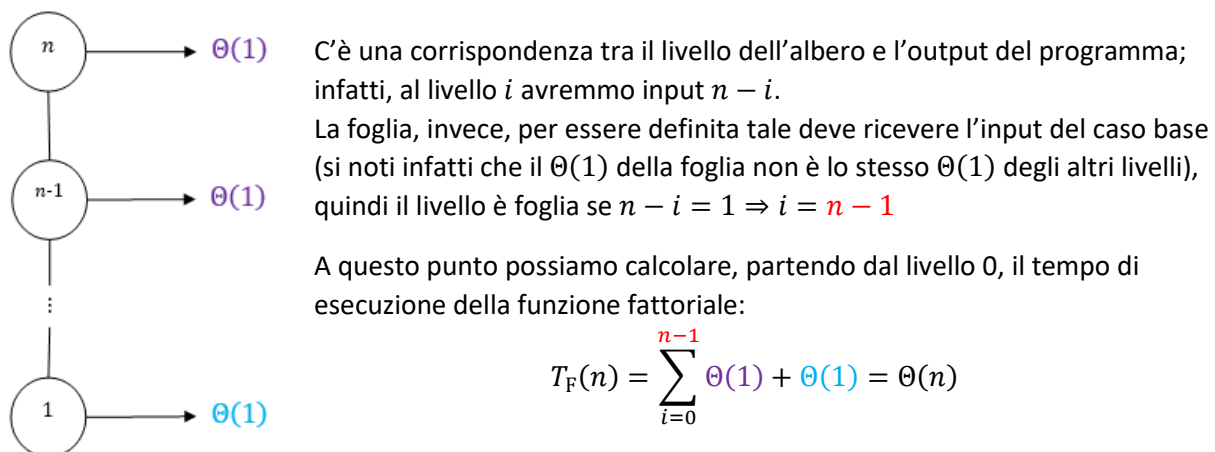 n → Θ(1)
C'è una corrispondenza tra il livello dell'albero e l'output del programma;
infatti, al livello i avremmo input n − i.
La foglia, invece, per essere definita tale deve ricevere l'input del caso base
n-1 → Θ(1)
(si noti infatti che il Θ(1) della foglia non è lo stesso Θ(1) degli altri livelli),
quindi il livello è foglia se n − i = 1 ⇒ i = n − 1
A questo punto possiamo calcolare, partendo dal livello 0, il tempo di
⋮
esecuzione della funzione fattoriale:
T_F(n) = ∑_{i=0}^{n−1} Θ(1) + Θ(1) = Θ(n)
1 → Θ(1)